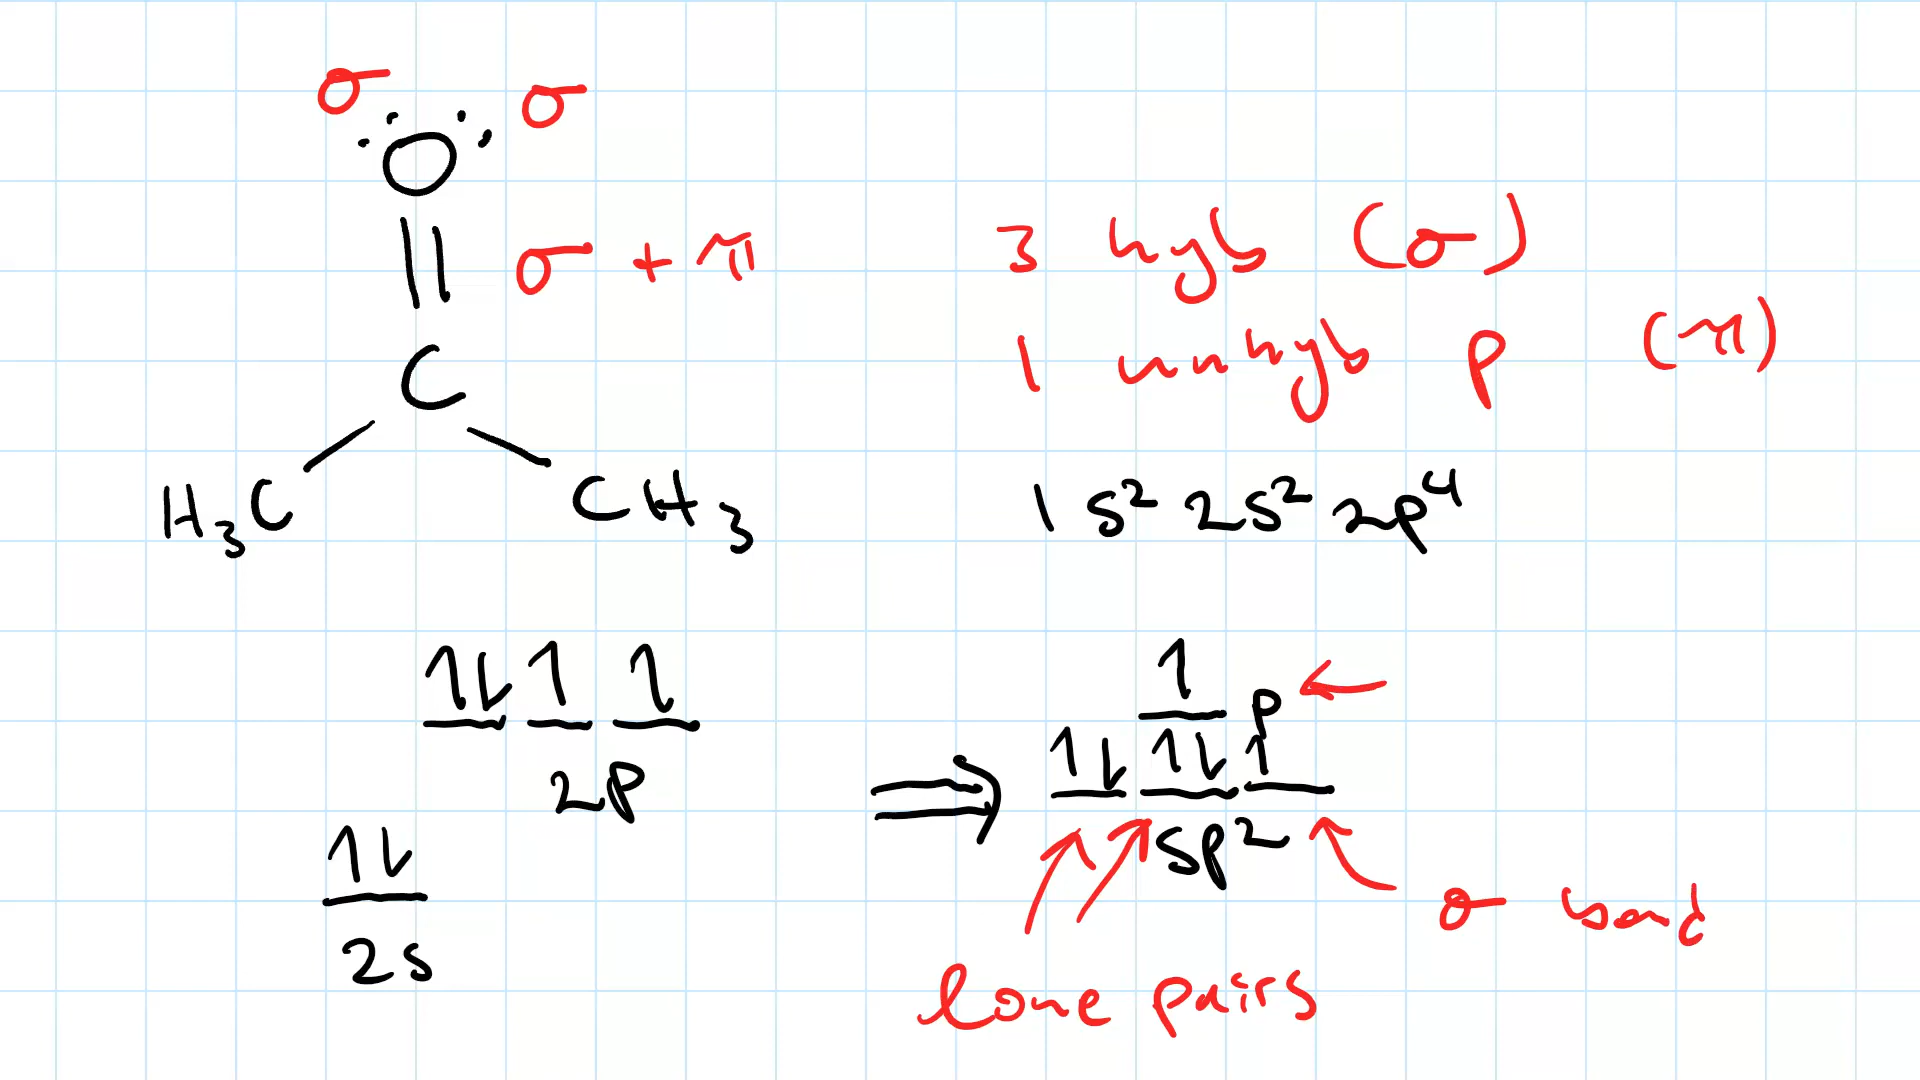 σ σ
:O:
σ + π
C
H₃C CH₃
3 hyb (σ)
1 unhyb p (π)
1s² 2s² 2p⁴
↿⇂ ↿ ↿
2p
↿⇂
2s
⇒
↿ p ←
↿⇂ ↿⇂ ↿
sp²
σ bond
lone pairs